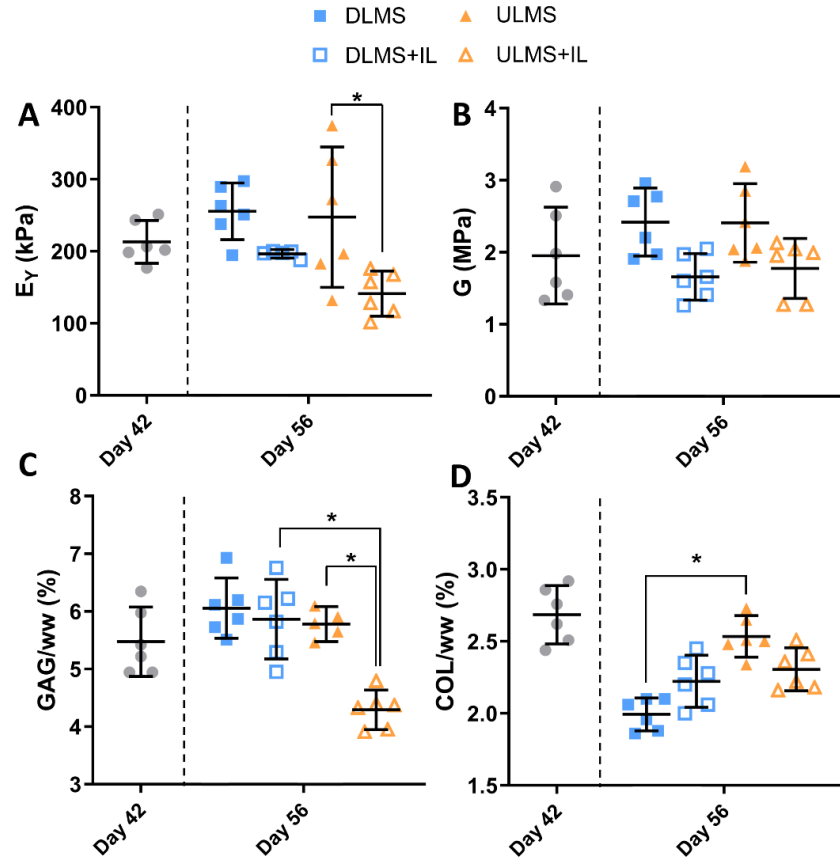 DLMS ULMS
DLMS+IL ULMS+IL
A
400
300
200
100
0
E_Y (kPa)
*
Day 42
Day 56
B
4
3
2
1
0
G (MPa)
Day 42
Day 56
C
8
7
6
5
4
3
GAG/ww (%)
*
*
Day 42
Day 56
D
3.5
3.0
2.5
2.0
1.5
COL/ww (%)
*
Day 42
Day 56